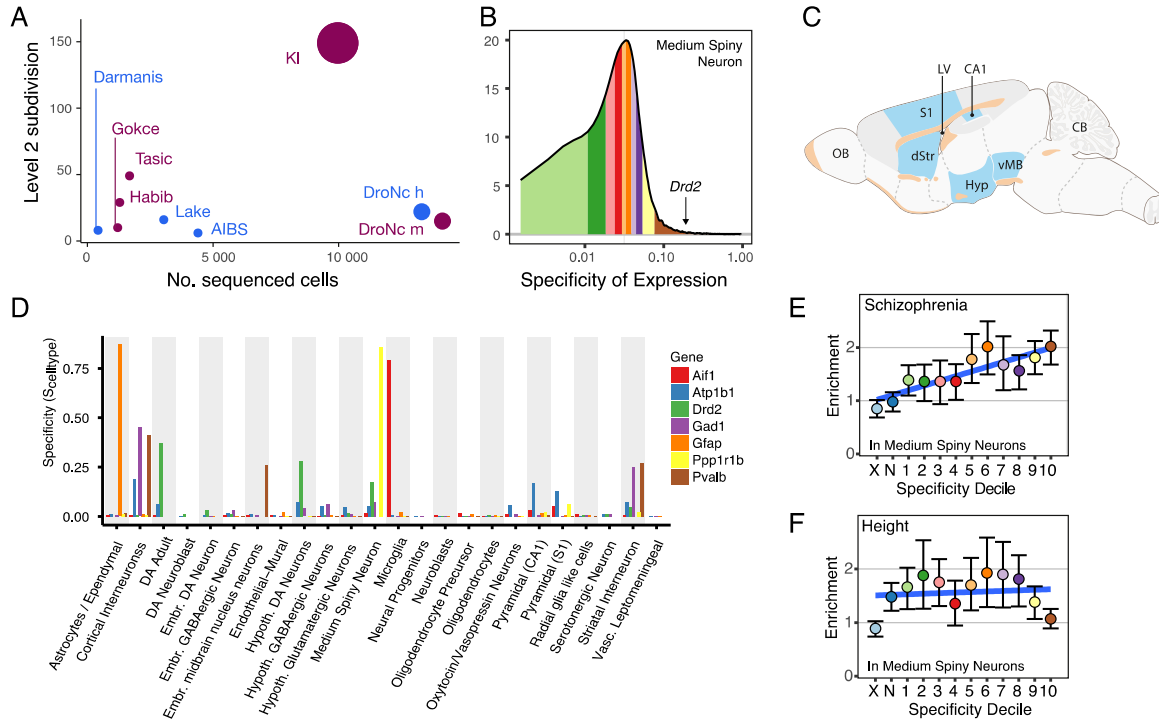 A
Level 2 subdivision
150
100
50
0
0
5 000
10 000
No. sequenced cells
Darmanis
Gokce
Tasic
Habib
Lake
AIBS
KI
DroNc h
DroNc m
B
20
15
10
5
0
Medium Spiny
Neuron
Drd2
0.01
0.10
1.00
Specificity of Expression
C
LV
CA1
S1
CB
OB
dStr
vMB
Hyp
D
Specificity (Scelltype)
0.75
0.50
0.25
0.00
Gene
Aif1
Atp1b1
Drd2
Gad1
Gfap
Ppp1r1b
Pvalb
Astrocytes / Ependymal
Cortical Interneuronss
DA Adult
DA Neuroblast
Embr. DA Neuron
Embr. GABAergic Neuron
Embr. midbrain nucleus neurons
Endothelial–Mural
Hypoth. DA Neurons
Hypoth. GABAergic Neurons
Hypoth. Glutamatergic Neurons
Medium Spiny Neuron
Microglia
Neural Progenitors
Neuroblasts
Oligodendrocyte Precursor
Oligodendrocytes
Oxytocin/Vasopressin Neurons
Pyramidal (CA1)
Pyramidal (S1)
Radial glia like cells
Serotonergic Neuron
Striatal Interneuron
Vasc. Leptomeningeal
E
Schizophrenia
Enrichment
2
1
0
In Medium Spiny Neurons
X N 1 2 3 4 5 6 7 8 9 10
Specificity Decile
F
Height
Enrichment
2
1
0
In Medium Spiny Neurons
X N 1 2 3 4 5 6 7 8 9 10
Specificity Decile